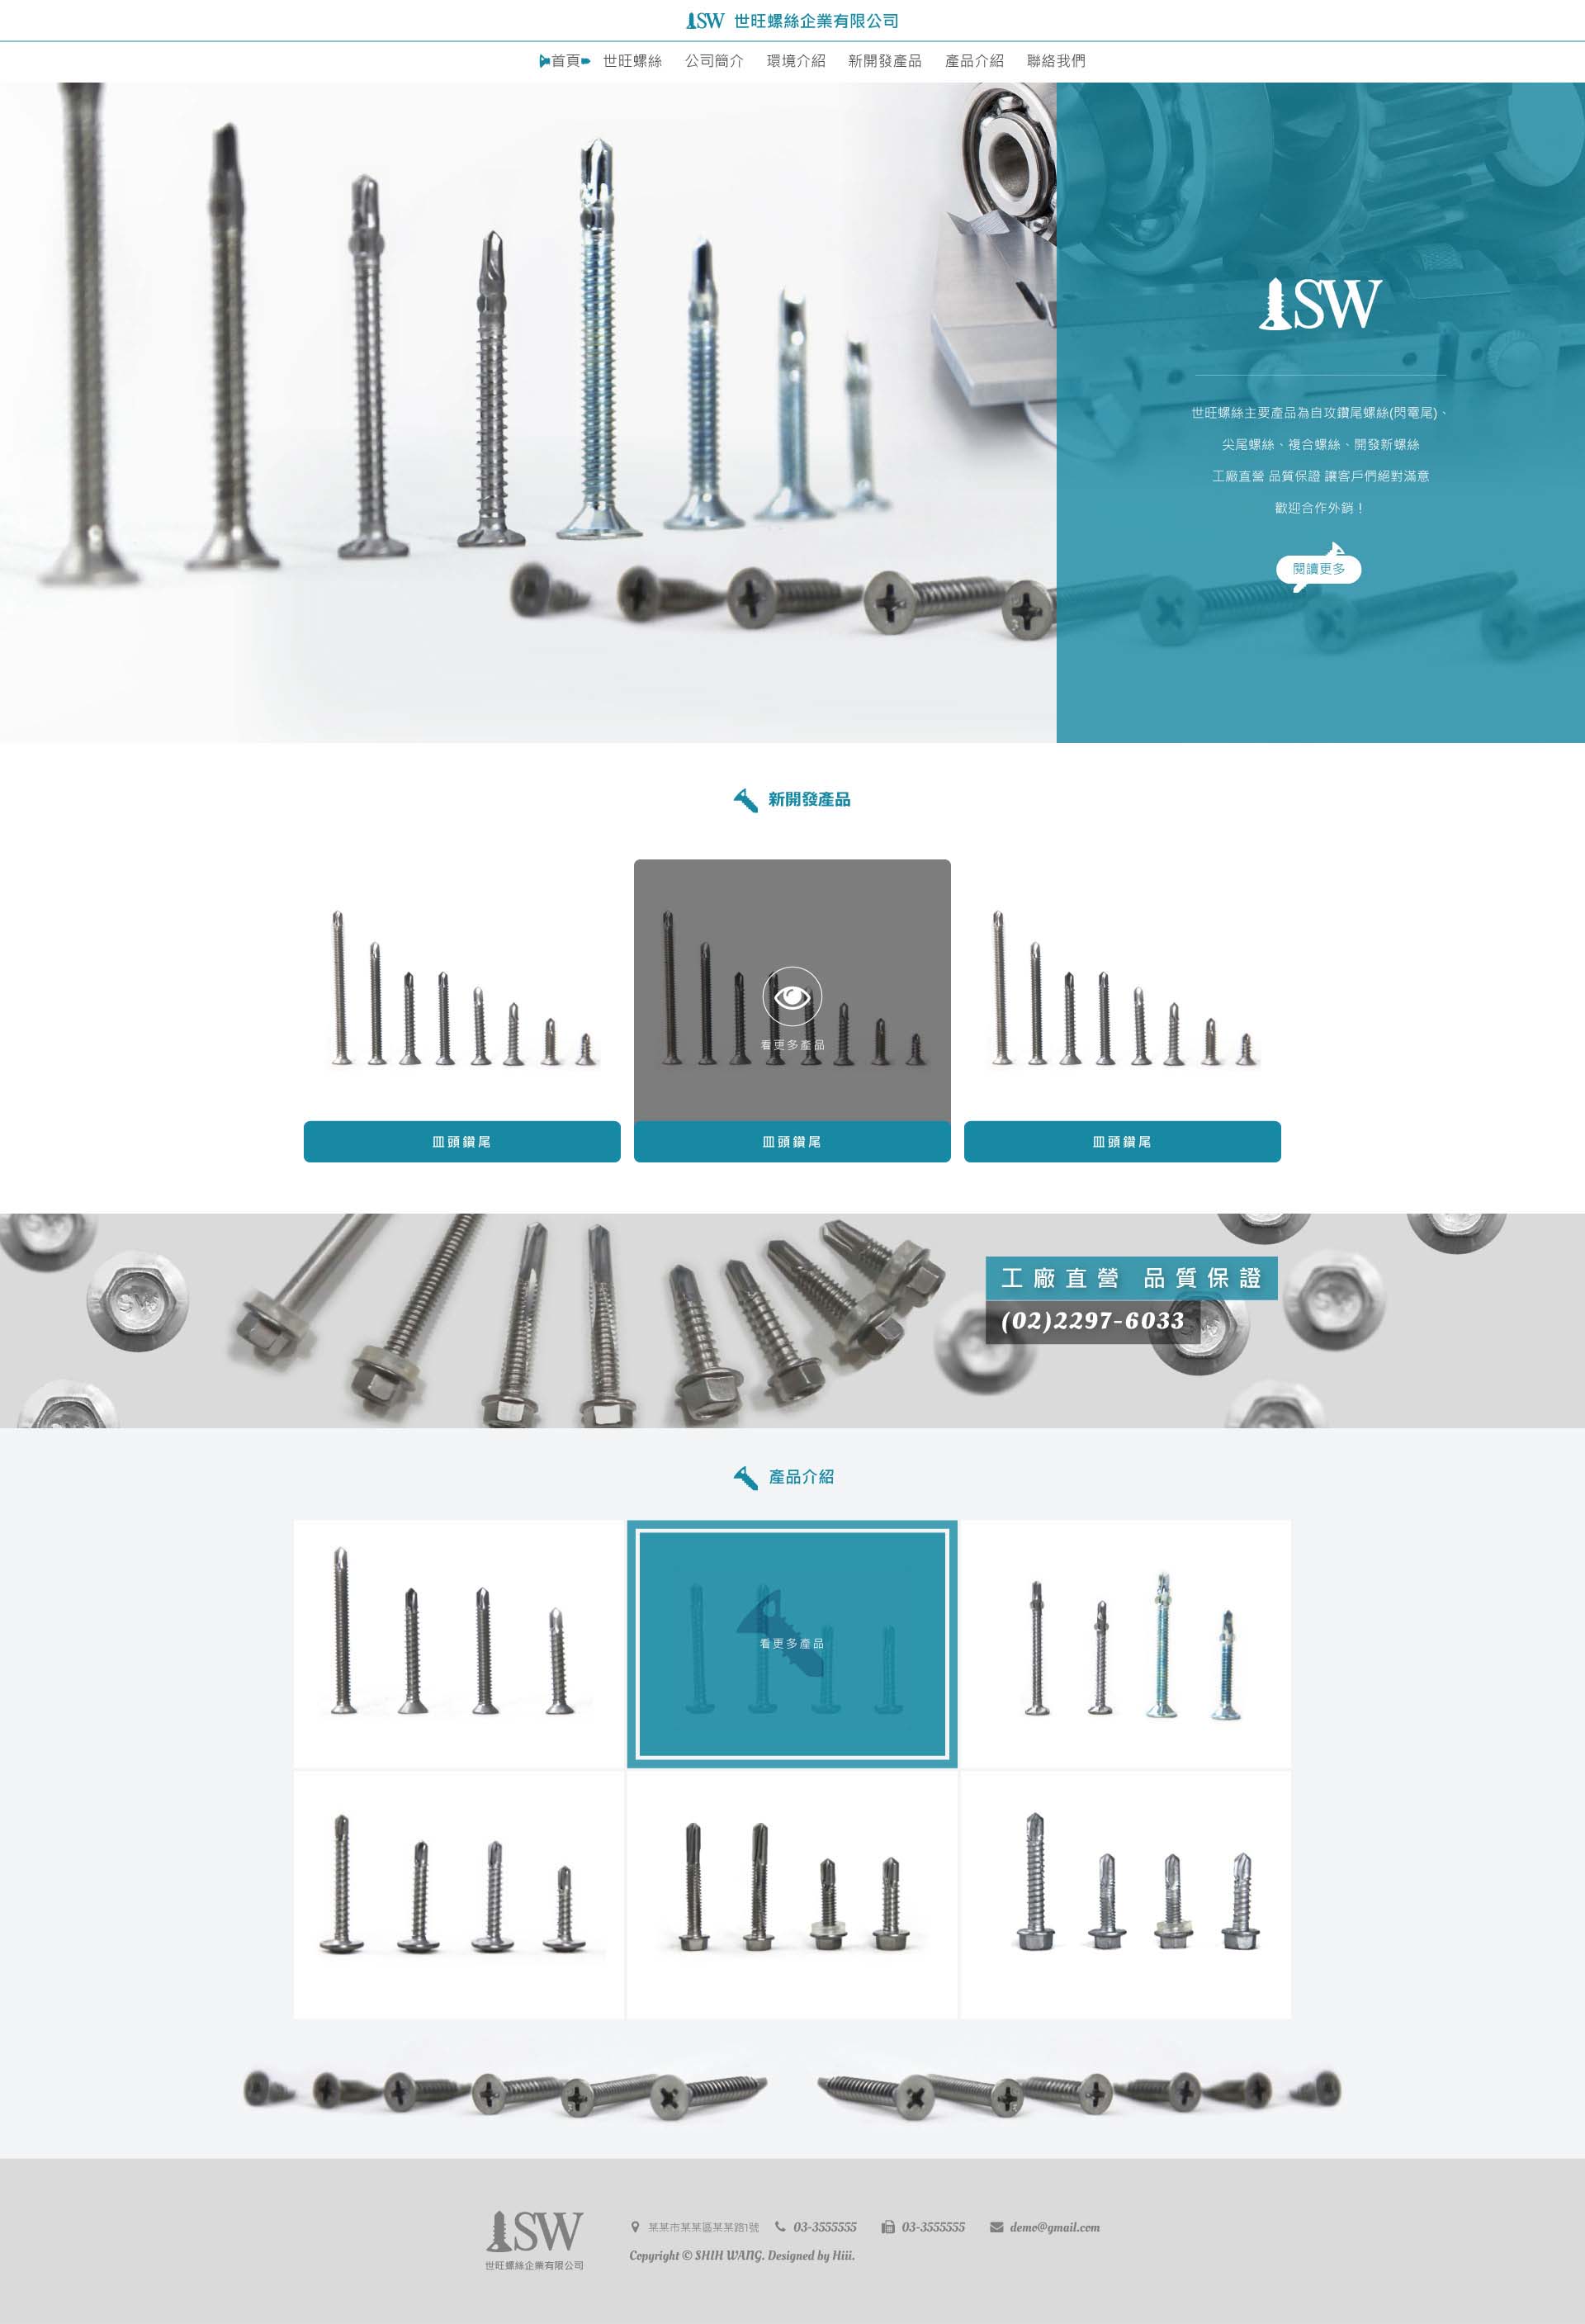 SW 世旺螺絲企業有限公司
首頁 世旺螺絲 公司簡介 環境介紹 新開發產品 產品介紹 聯絡我們
SW
世旺螺絲主要產品為自攻鑽尾螺絲(閃電尾)、
尖尾螺絲、複合螺絲、開發新螺絲
工廠直營 品質保證 讓客戶們絕對滿意
歡迎合作外銷！
閱讀更多
新開發產品
看更多產品
皿頭鑽尾
皿頭鑽尾
皿頭鑽尾
工廠直營 品質保證
(02)2297-6033
產品介紹
看更多產品
SW
世旺螺絲企業有限公司
某某市某某區某某路1號 03-3555555 03-3555555 demo@gmail.com
Copyright © SHIH WANG. Designed by Hiii.